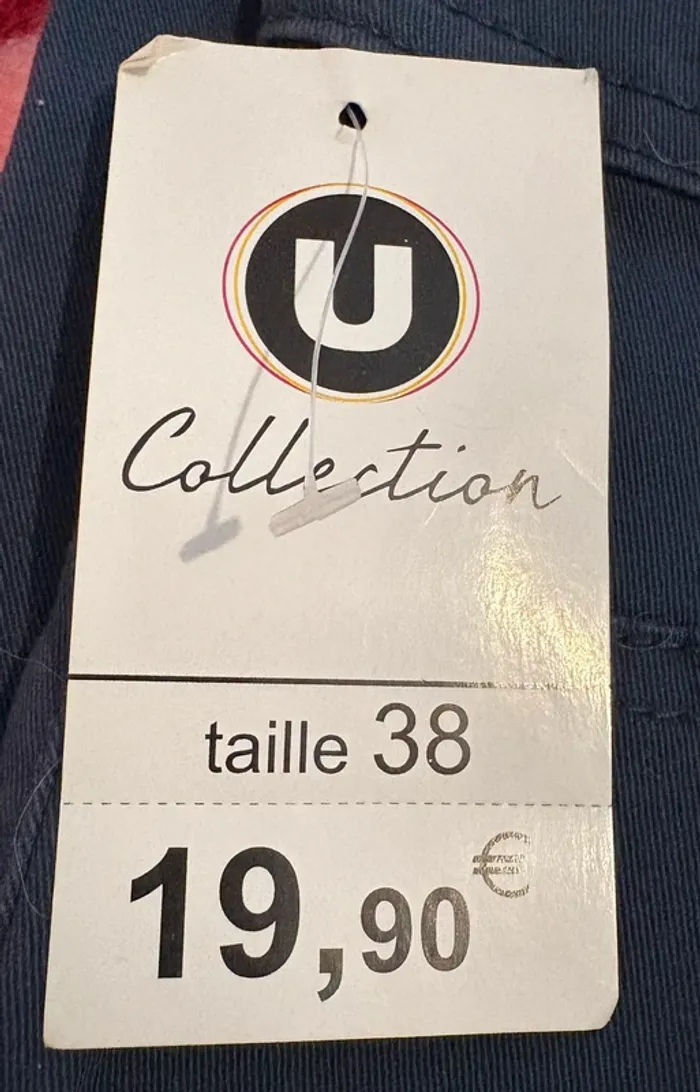 U
Collection
taille 38
19,90€